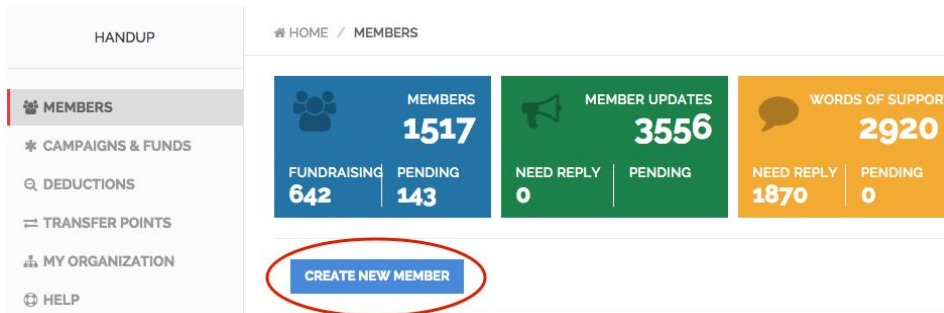 HANDUP
HOME / MEMBERS
MEMBERS
CAMPAIGNS & FUNDS
DEDUCTIONS
TRANSFER POINTS
MY ORGANIZATION
HELP
MEMBERS
1517
FUNDRAISING PENDING
642 143
MEMBER UPDATES
3556
NEED REPLY PENDING
0
WORDS OF SUPPOR
2920
NEED REPLY PENDING
1870 0
CREATE NEW MEMBER